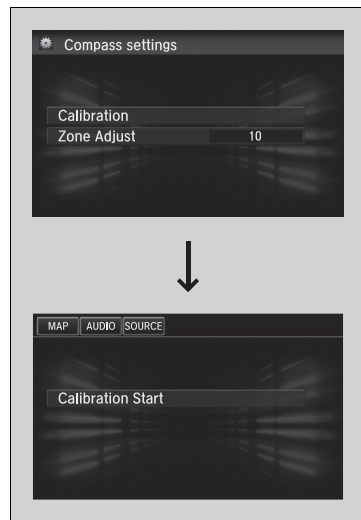 Compass settings
Calibration
Zone Adjust 10
MAP AUDIO SOURCE
Calibration Start